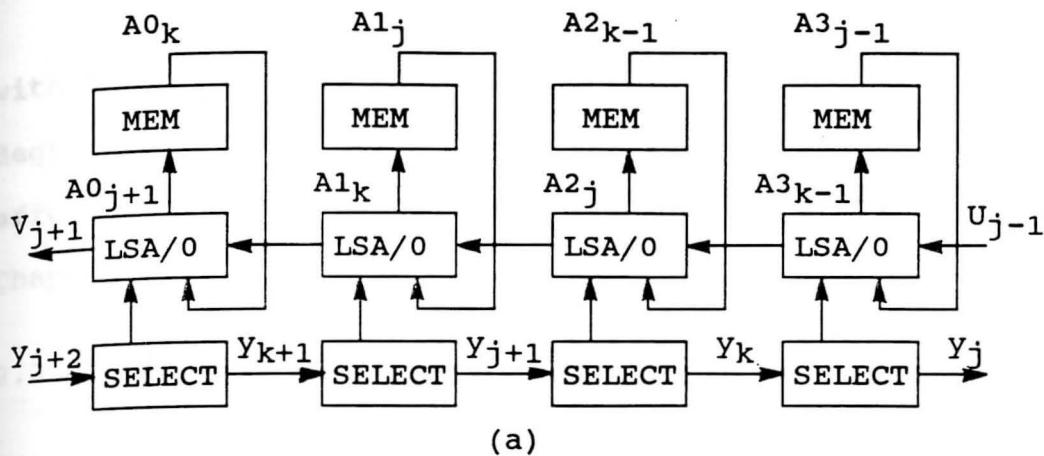 A0k A1j A2k-1 A3j-1
MEM MEM MEM MEM
A0j+1 A1k A2j A3k-1
Vj+1 LSA/0 LSA/0 LSA/0 LSA/0 Uj-1
Yj+2 SELECT Yk+1 SELECT Yj+1 SELECT Yk SELECT Yj
(a)